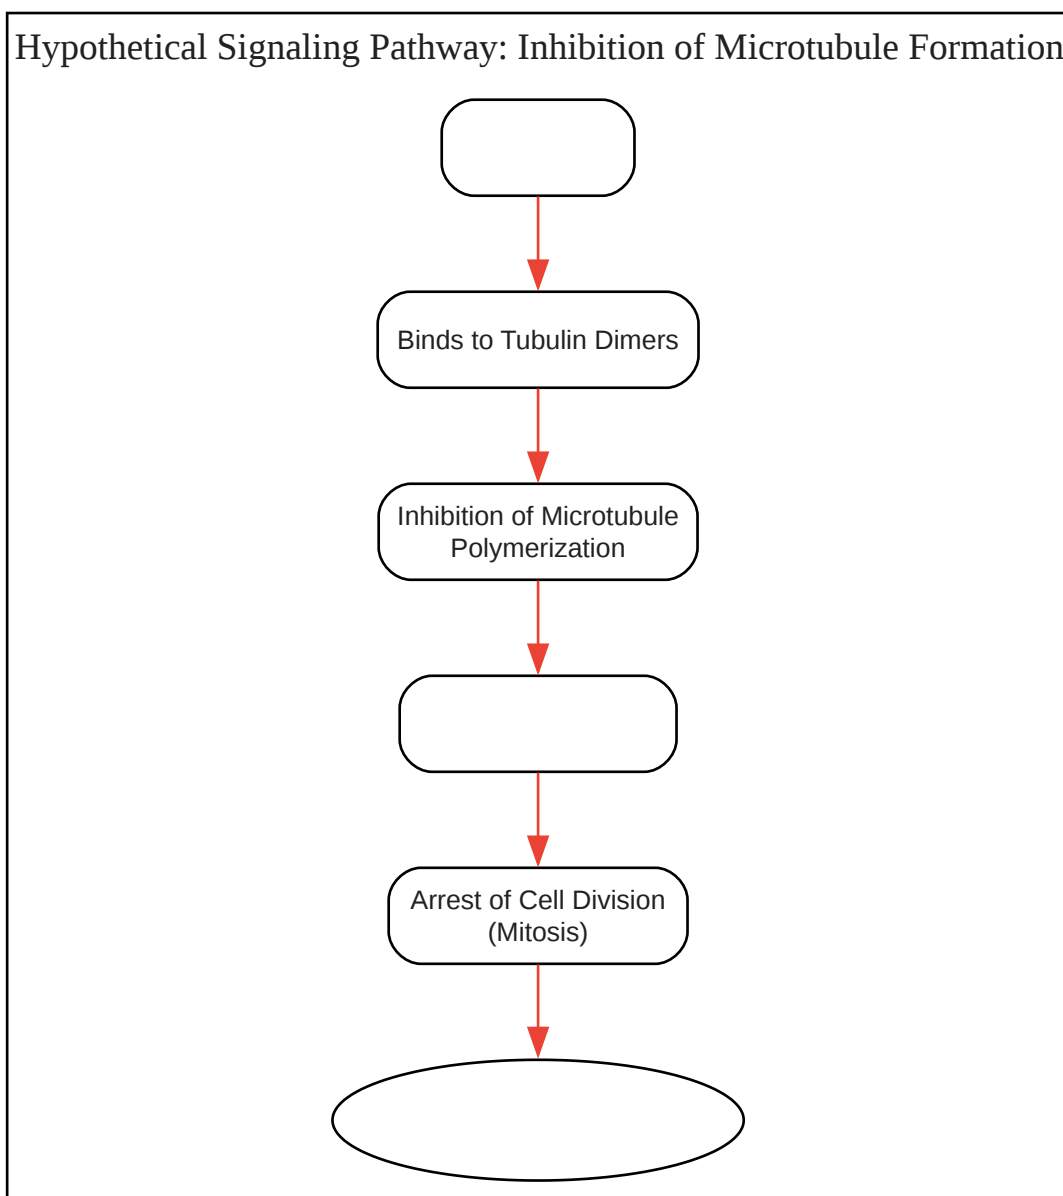 Hypothetical Signaling Pathway: Inhibition of Microtubule Formation
Binds to Tubulin Dimers
Inhibition of Microtubule
Polymerization
Arrest of Cell Division
(Mitosis)